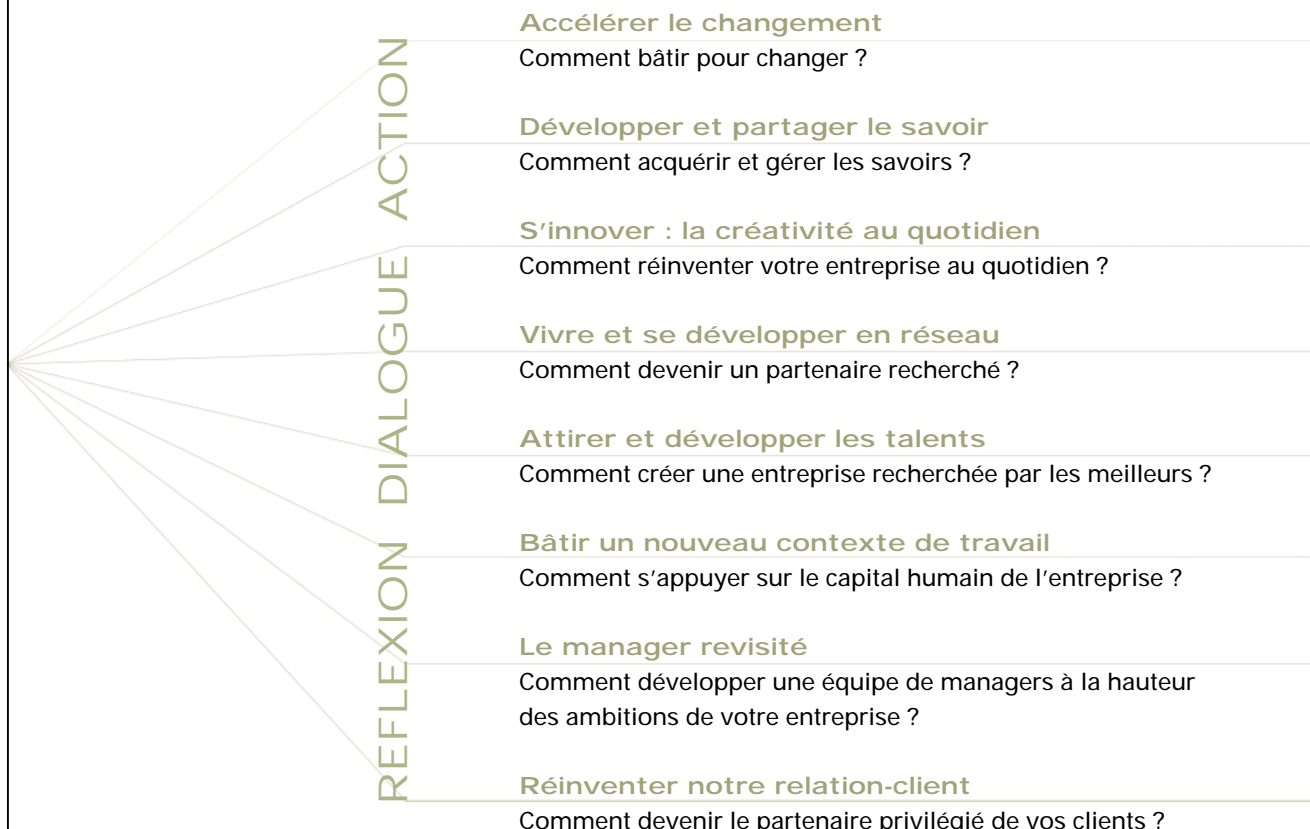 Accélérer le changement
Comment bâtir pour changer ?
Développer et partager le savoir
Comment acquérir et gérer les savoirs ?
S'innover : la créativité au quotidien
Comment réinventer votre entreprise au quotidien ?
Vivre et se développer en réseau
Comment devenir un partenaire recherché ?
Attirer et développer les talents
Comment créer une entreprise recherchée par les meilleurs ?
Bâtir un nouveau contexte de travail
Comment s'appuyer sur le capital humain de l'entreprise ?
Le manager revisité
Comment développer une équipe de managers à la hauteur
des ambitions de votre entreprise ?
Réinventer notre relation-client
Comment devenir le partenaire privilégié de vos clients ?
REFLEXION DIALOGUE ACTION